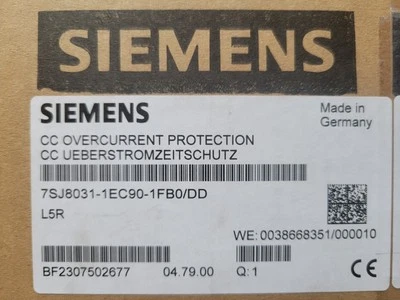 SIEMENS
SIEMENS
Made in
Germany
CC OVERCURRENT PROTECTION
CC UEBERSTROMZEITSCHUTZ
7SJ8031-1EC90-1FB0/DD
L5R
WE: 0038668351/000010
BF2307502677 04.79.00 Q: 1